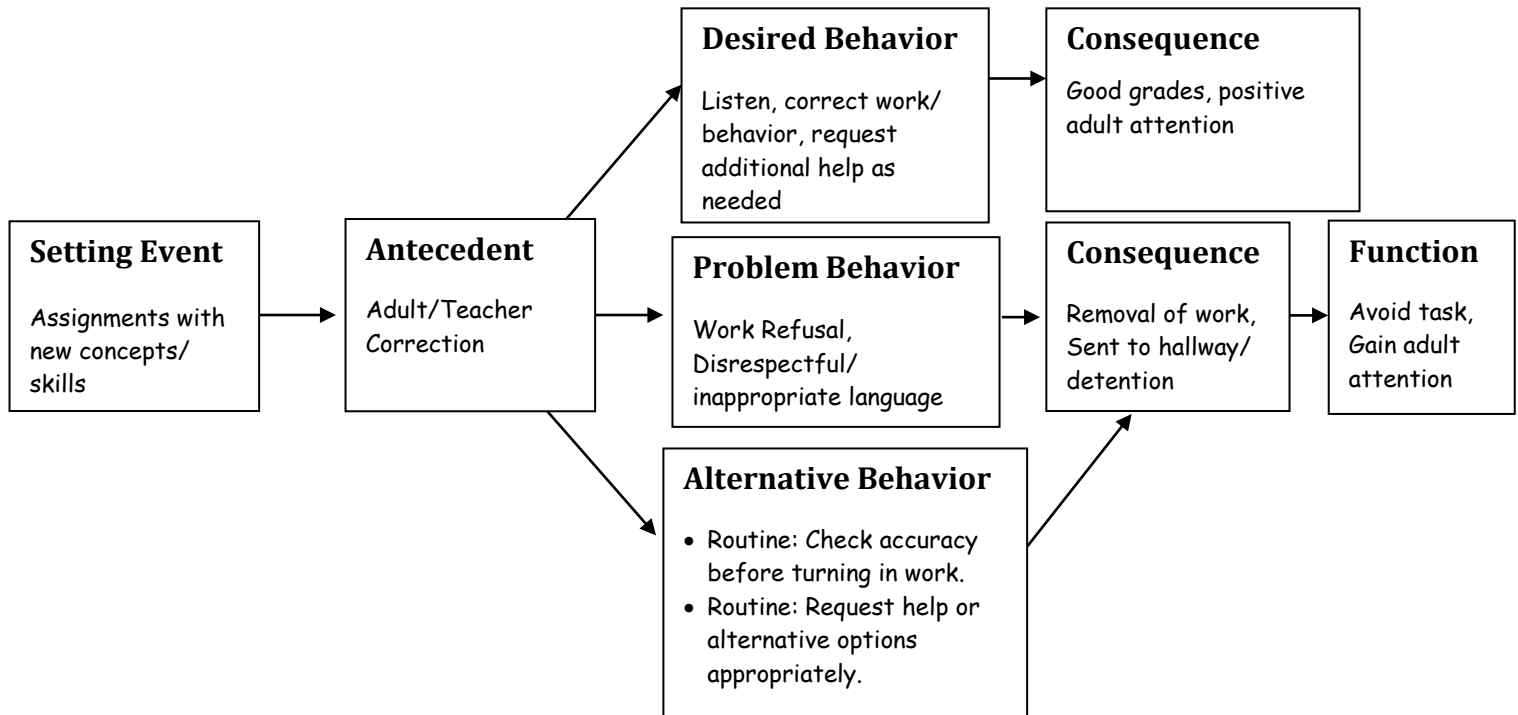 Desired Behavior
Listen, correct work/
behavior, request
additional help as
needed
Consequence
Good grades, positive
adult attention
Setting Event
Assignments with
new concepts/
skills
Antecedent
Adult/Teacher
Correction
Problem Behavior
Work Refusal,
Disrespectful/
inappropriate language
Consequence
Removal of work,
Sent to hallway/
detention
Function
Avoid task,
Gain adult
attention
Alternative Behavior
• Routine: Check accuracy
before turning in work.
• Routine: Request help or
alternative options
appropriately.